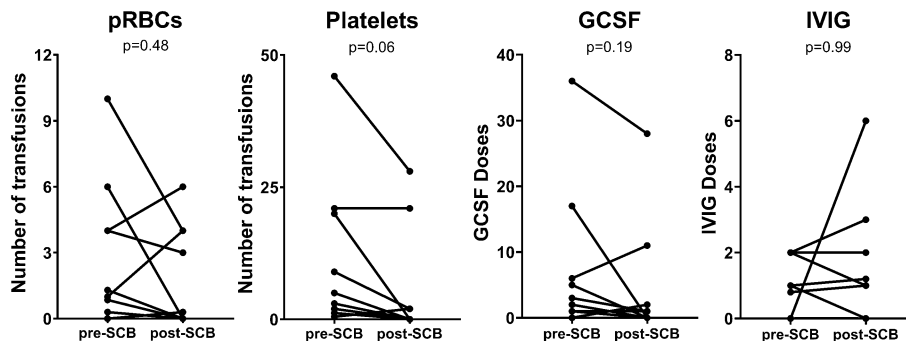 pRBCs
p=0.48
Number of transfusions
12
9
6
3
0
pre-SCB post-SCB
Platelets
p=0.06
Number of transfusions
50
25
0
pre-SCB post-SCB
GCSF
p=0.19
GCSF Doses
40
30
20
10
0
pre-SCB post-SCB
IVIG
p=0.99
IVIG Doses
8
6
4
2
0
pre-SCB post-SCB